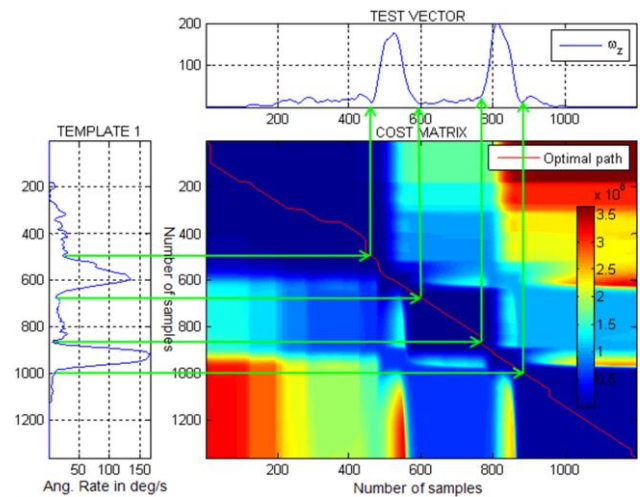 TEST VECTOR
200
100
ω_z
200 400 600 800 1000
TEMPLATE 1
200
400
600
800
1000
1200
0 50 100 150
Ang. Rate in deg/s
Number of samples
COST MATRIX
Optimal path
x 10^6
3.5
3
2.5
2
1.5
1
0.5
200
400
600
800
1000
1200
200 400 600 800 1000
Number of samples